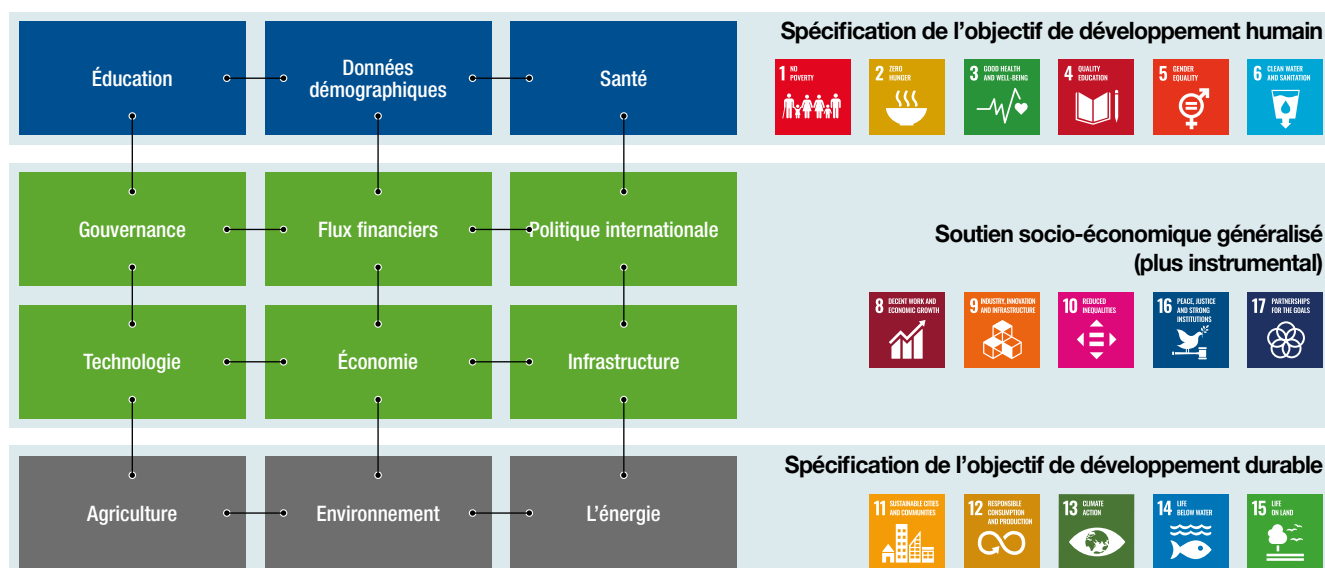 Éducation
Données
démographiques
Santé
Spécification de l'objectif de développement humain
1 NO
POVERTY
2 ZERO
HUNGER
3 GOOD HEALTH
AND WELL-BEING
4 QUALITY
EDUCATION
5 GENDER
EQUALITY
6 CLEAN WATER
AND SANITATION
Gouvernance
Flux financiers
Politique internationale
Technologie
Économie
Infrastructure
Soutien socio-économique généralisé
(plus instrumental)
8 DECENT WORK AND
ECONOMIC GROWTH
9 INDUSTRY, INNOVATION
AND INFRASTRUCTURE
10 REDUCED
INEQUALITIES
16 PEACE, JUSTICE
AND STRONG
INSTITUTIONS
17 PARTNERSHIPS
FOR THE GOALS
Agriculture
Environnement
L'énergie
Spécification de l'objectif de développement durable
11 SUSTAINABLE CITIES
AND COMMUNITIES
12 RESPONSIBLE
CONSUMPTION
AND PRODUCTION
13 CLIMATE
ACTION
14 LIFE
BELOW WATER
15 LIFE
ON LAND